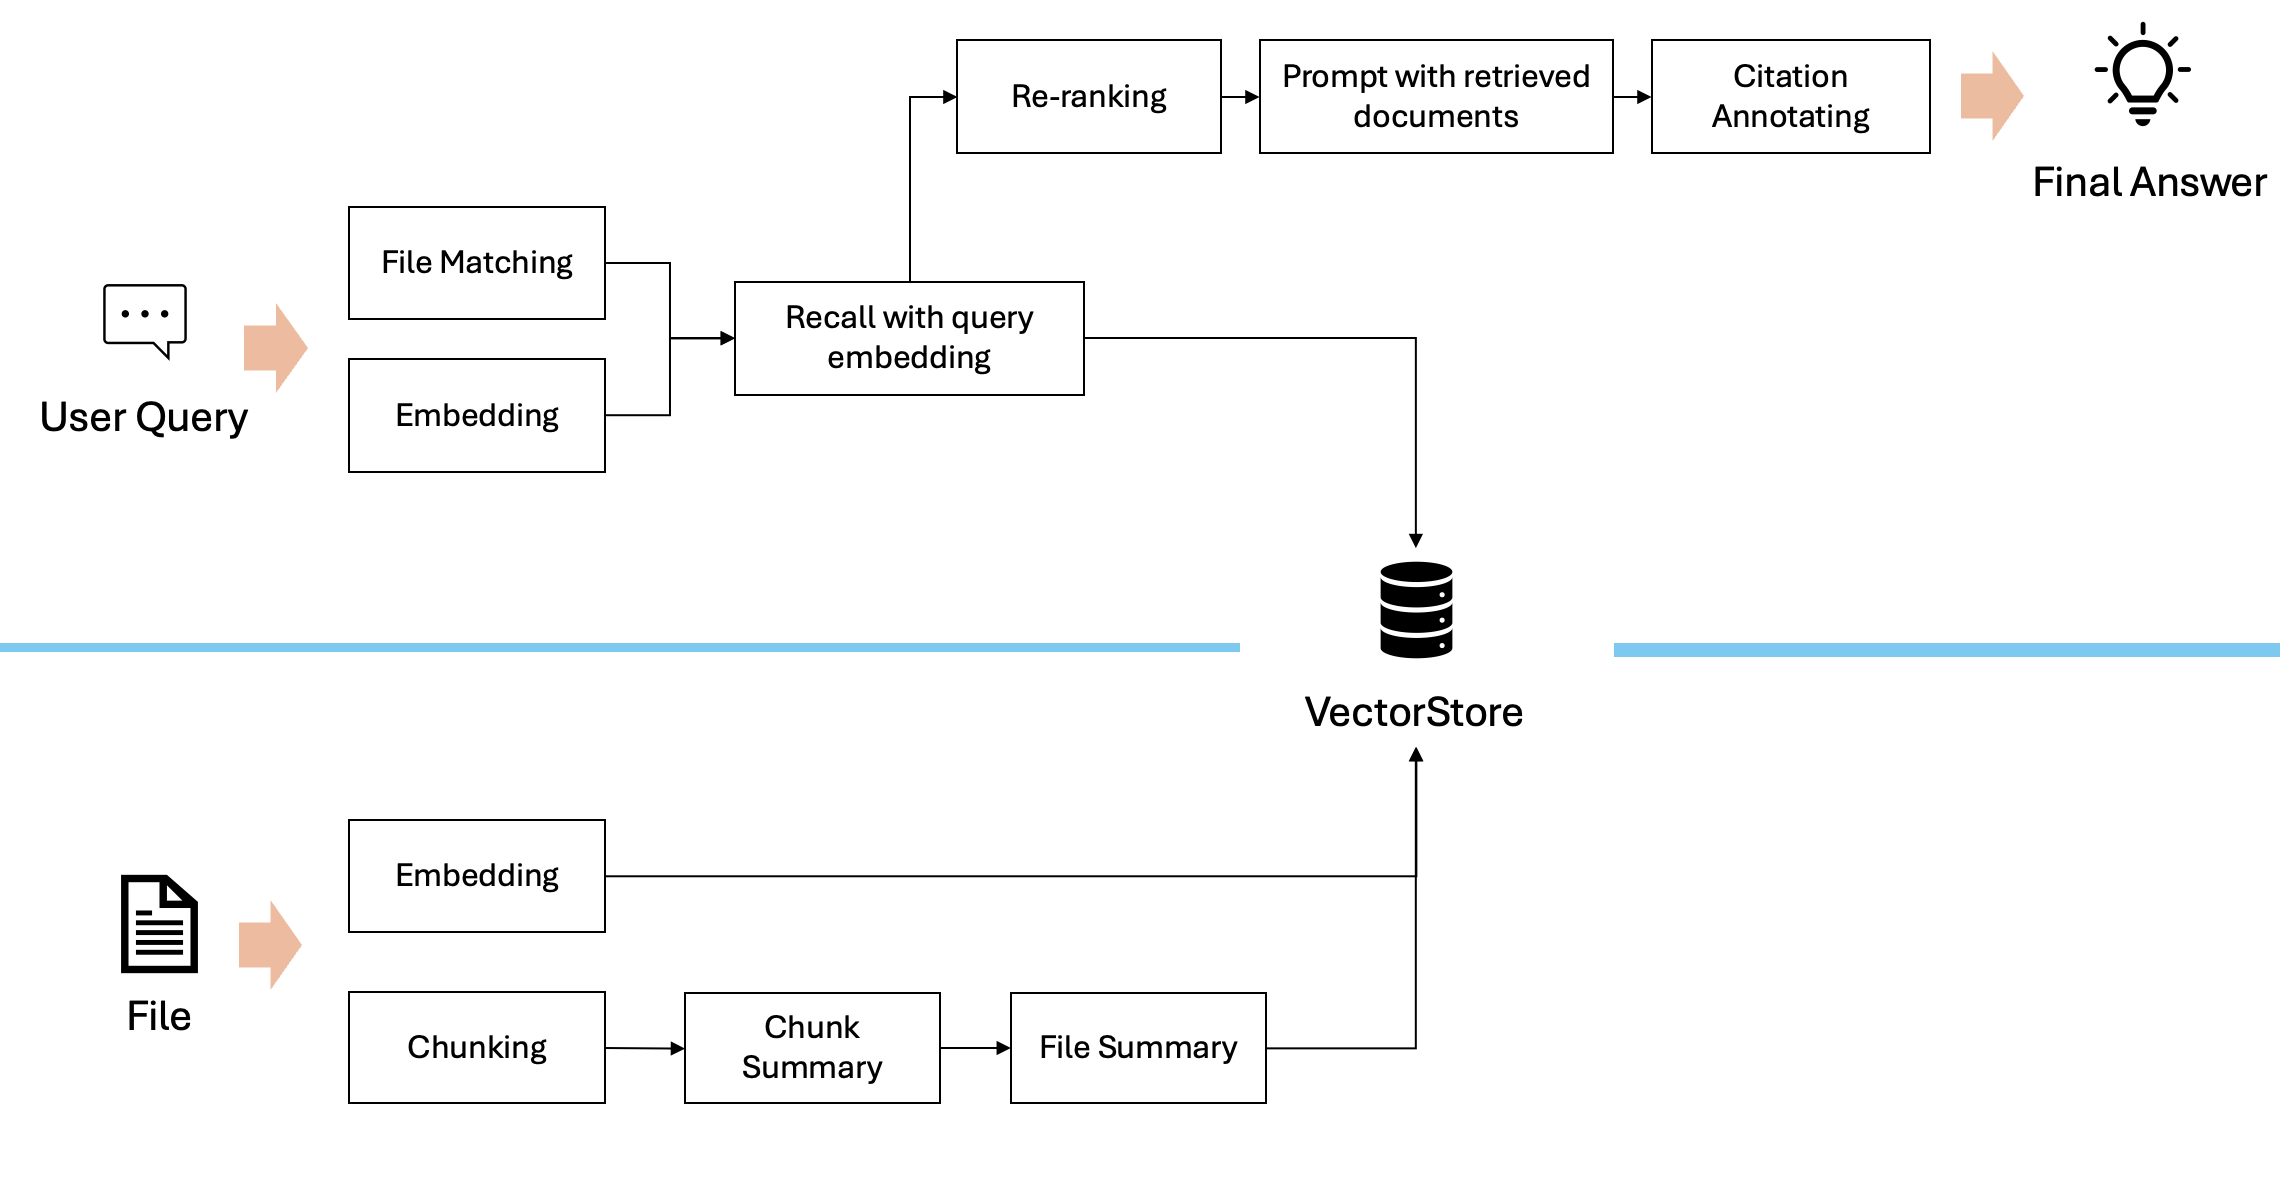 Re-ranking
Prompt with retrieved
documents
Citation
Annotating
Final Answer
File Matching
User Query
Embedding
Recall with query
embedding
VectorStore
Embedding
File
Chunking
Chunk
Summary
File Summary